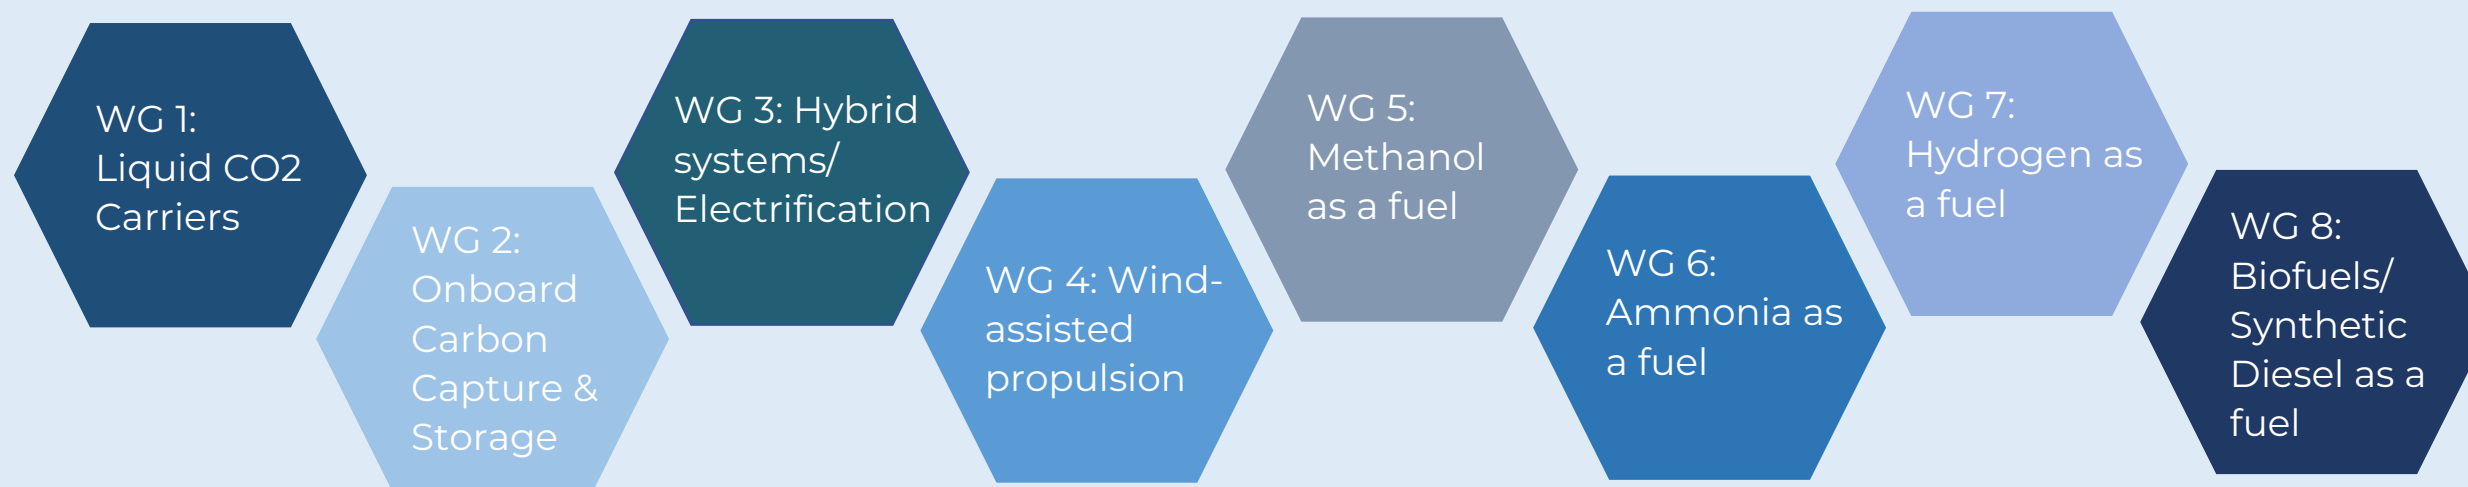 WG 1:
Liquid CO2
Carriers
WG 2:
Onboard
Carbon
Capture &
Storage
WG 3: Hybrid
systems/
Electrification
WG 4: Wind-
assisted
propulsion
WG 5:
Methanol
as a fuel
WG 6:
Ammonia as
a fuel
WG 7:
Hydrogen as
a fuel
WG 8:
Biofuels/
Synthetic
Diesel as a
fuel